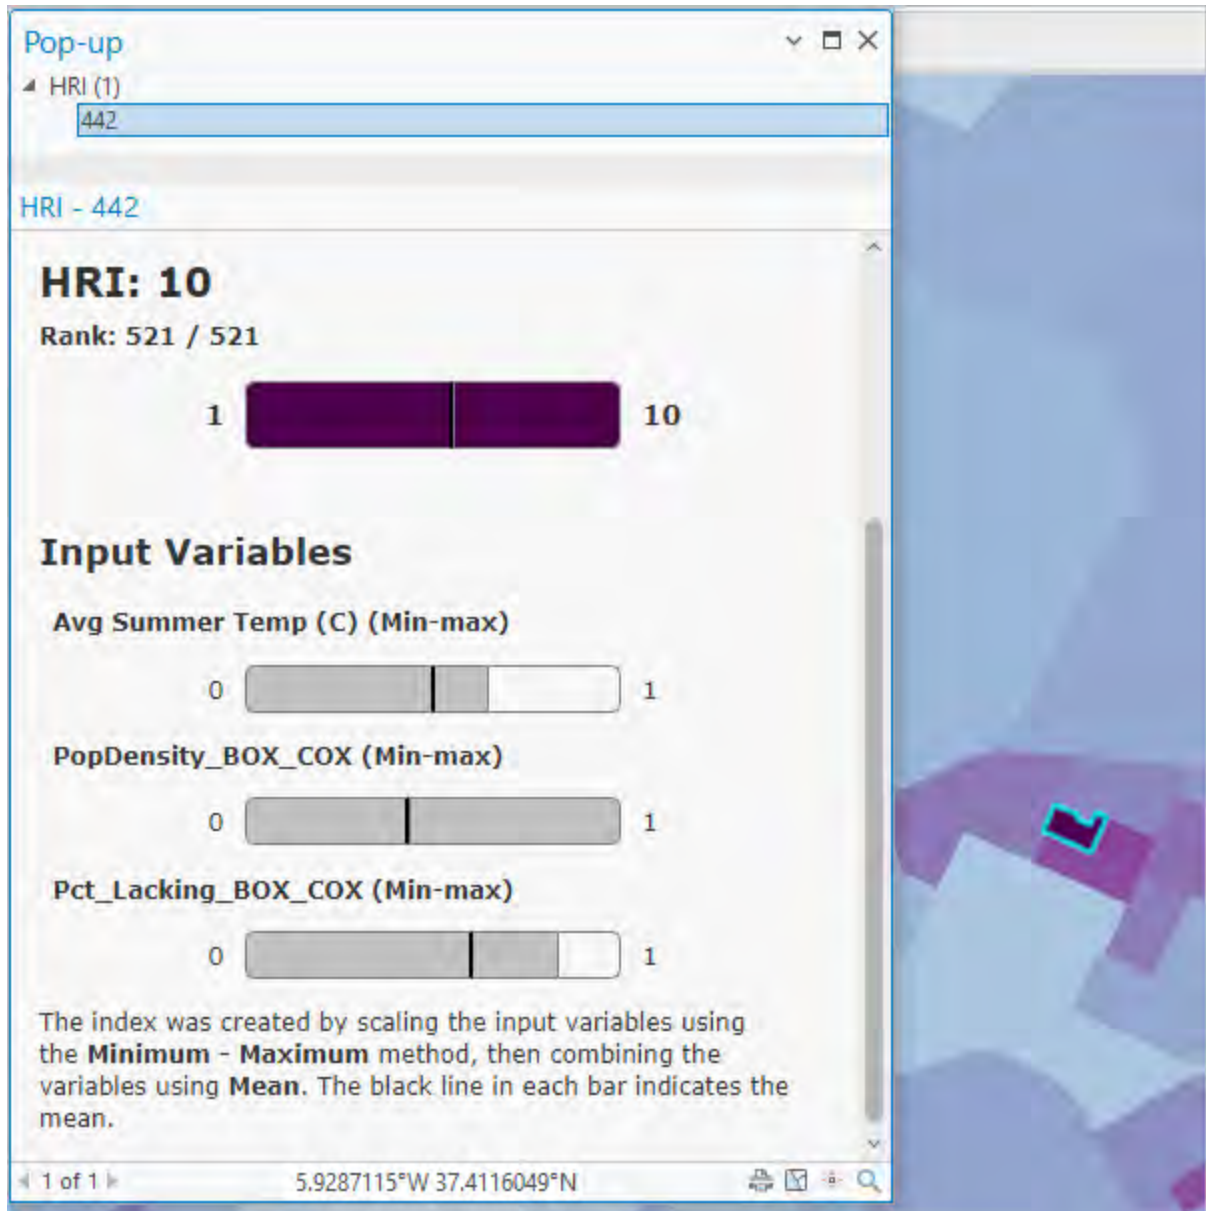 Pop-up
HRI (1)
442
HRI - 442
HRI: 10
Rank: 521 / 521
1 10
Input Variables
Avg Summer Temp (C) (Min-max)
0 1
PopDensity_BOX_COX (Min-max)
0 1
Pct_Lacking_BOX_COX (Min-max)
0 1
The index was created by scaling the input variables using
the Minimum - Maximum method, then combining the
variables using Mean. The black line in each bar indicates the
mean.
1 of 1 5.9287115°W 37.4116049°N